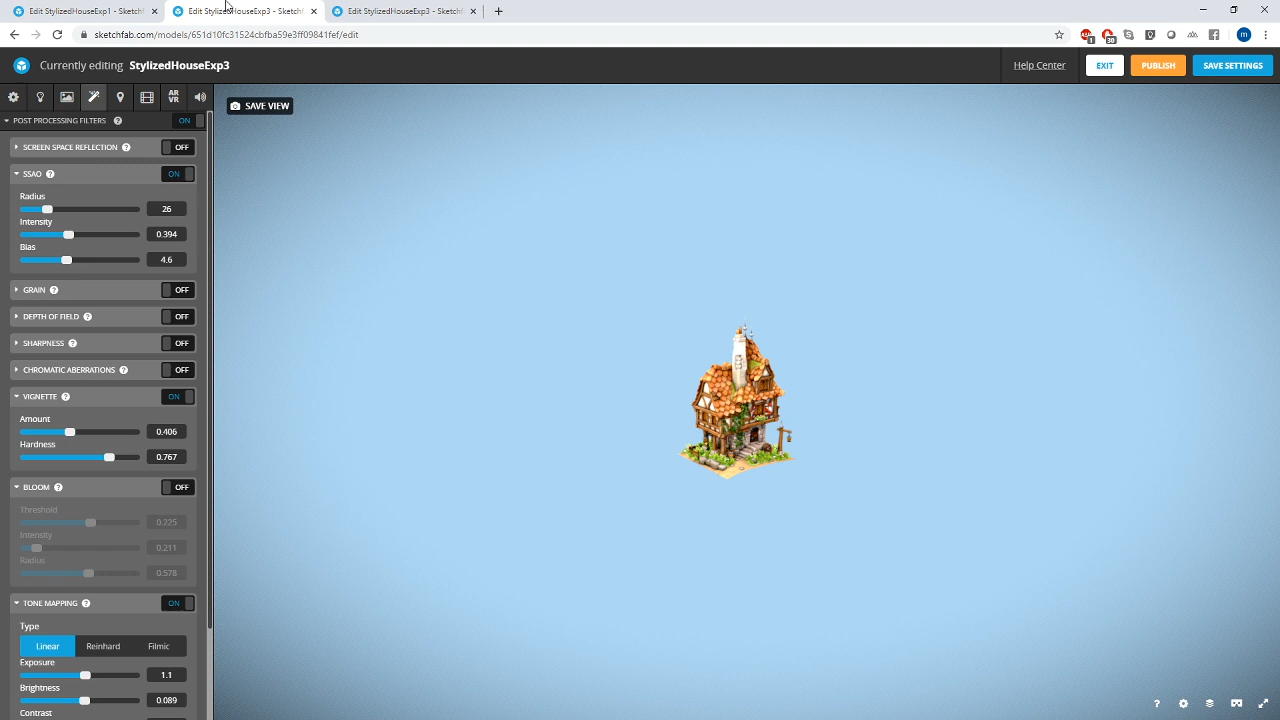 Edit StylizedHouseExp1 - Sketchf
Edit StylizedHouseExp3 - Sketchf
Edit StylizedHouseExp3 - Sketchf
sketchfab.com/models/651d10fc31524cbfba59e3ff09841fef/edit
1
30
m
Currently editing StylizedHouseExp3
Help Center
EXIT
PUBLISH
SAVE SETTINGS
AR
VR
SAVE VIEW
POST PROCESSING FILTERS ? ON
SCREEN SPACE REFLECTION ? OFF
SSAO ? ON
Radius
26
Intensity
0.394
Bias
4.6
GRAIN ? OFF
DEPTH OF FIELD ? OFF
SHARPNESS ? OFF
CHROMATIC ABERRATIONS ? OFF
VIGNETTE ? ON
Amount
0.406
Hardness
0.767
BLOOM ? OFF
Threshold
0.225
Intensity
0.211
Radius
0.578
TONE MAPPING ? ON
Type
Linear Reinhard Filmic
Exposure
1.1
Brightness
0.089
Contrast
?